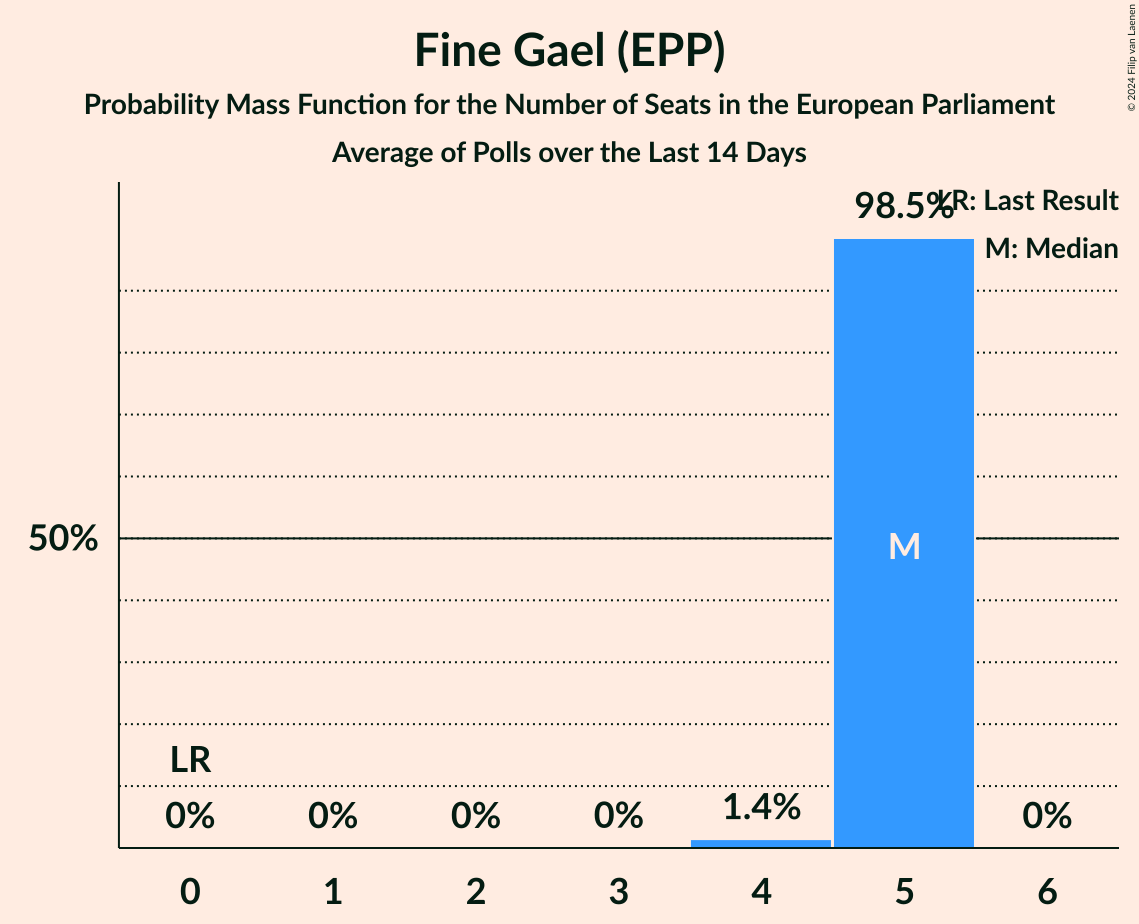 Fine Gael (EPP)
Probability Mass Function for the Number of Seats in the European Parliament
Average of Polls over the Last 14 Days
© 2024 Filip van Laenen
98.5%
LR: Last Result
M: Median
50%
M
LR
0%
0%
0%
0%
1.4%
0%
0
1
2
3
4
5
6